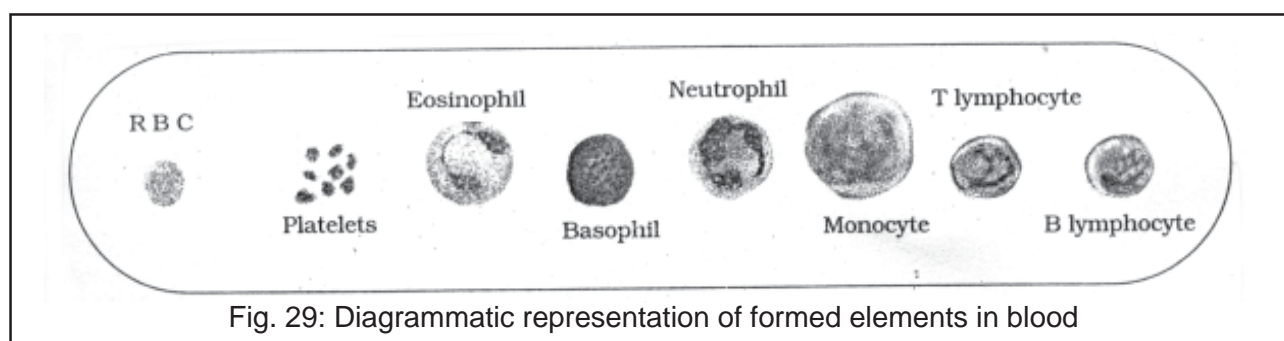 Eosinophil
Neutrophil
T lymphocyte
R B C
Platelets
Basophil
Monocyte
B lymphocyte
Fig. 29: Diagrammatic representation of formed elements in blood